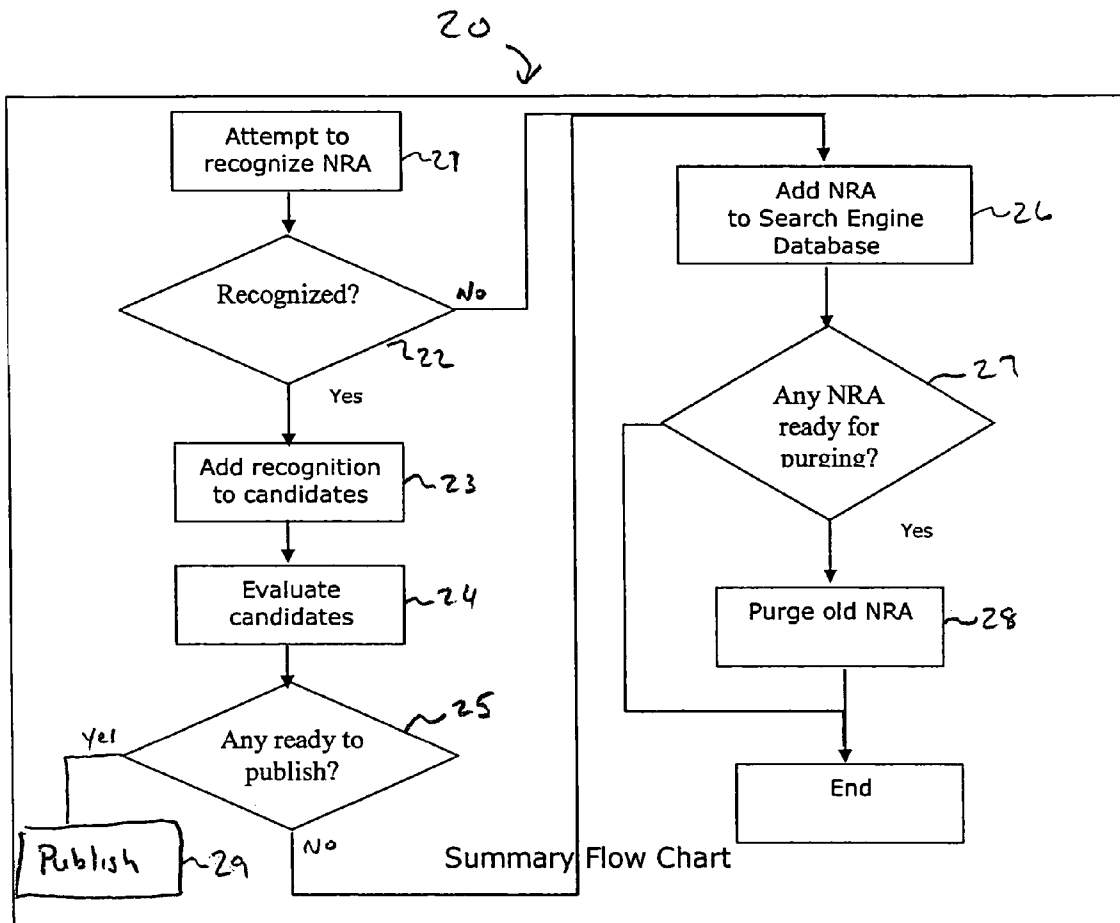 20
Attempt to
recognize NRA
21
Recognized?
No
22
Yes
Add recognition
to candidates
23
Evaluate
candidates
24
Any ready to
publish?
25
Yes
No
Publish
29
Add NRA
to Search Engine
Database
26
Any NRA
ready for
purging?
27
Yes
Purge old NRA
28
End
Summary Flow Chart